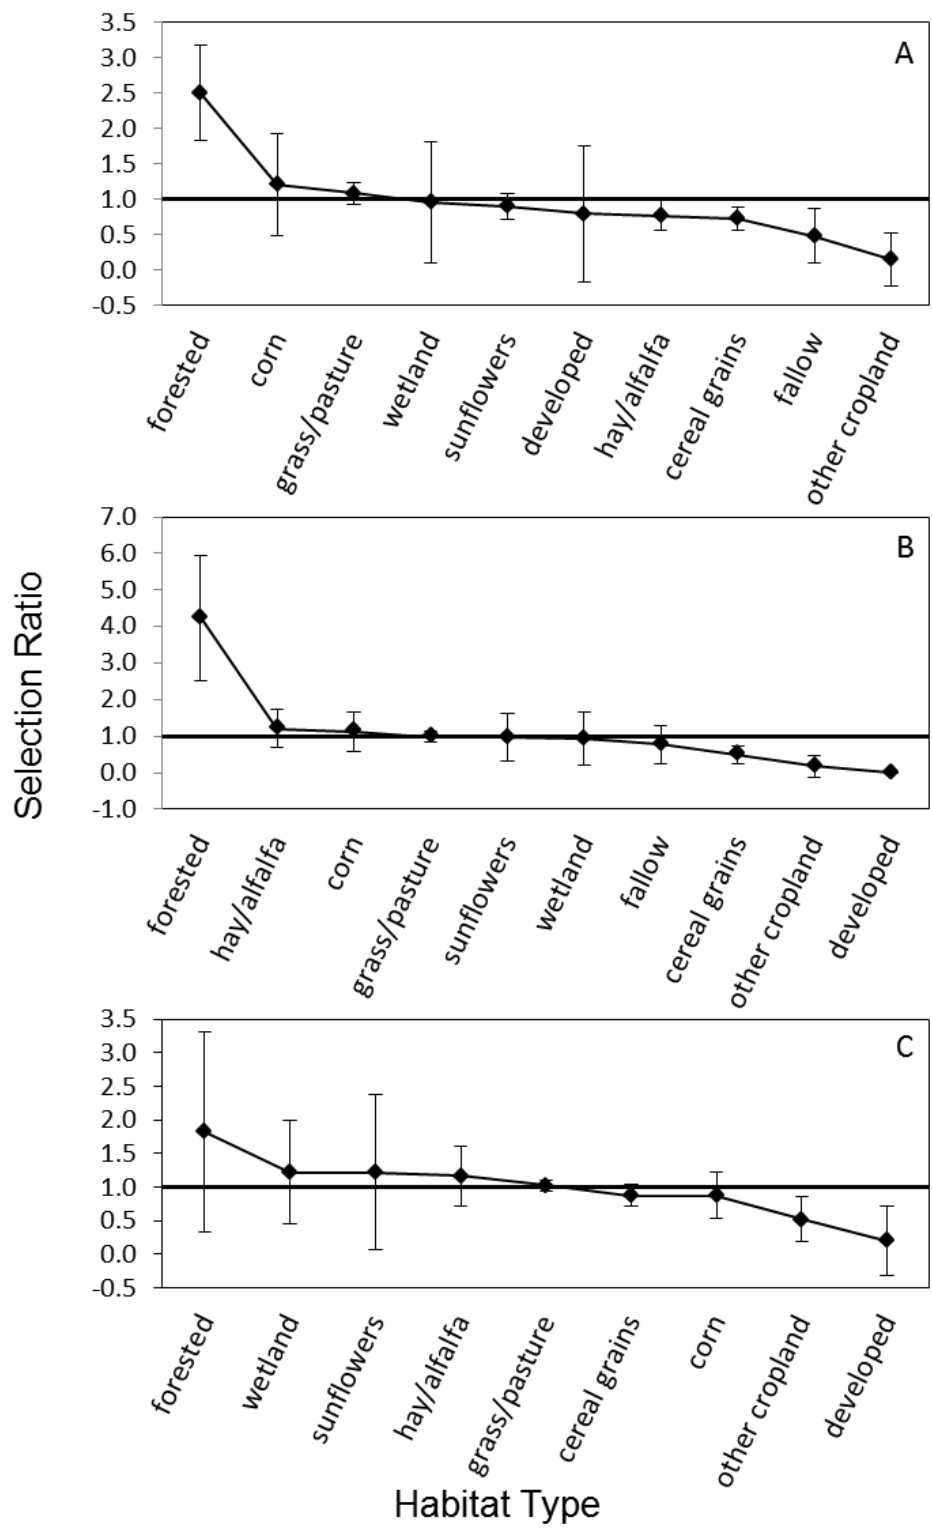 3.5
3.0
2.5
2.0
1.5
1.0
0.5
0.0
-0.5
A
forested
corn
grass/pasture
wetland
sunflowers
developed
hay/alfalfa
cereal grains
fallow
other cropland
Selection Ratio
7.0
6.0
5.0
4.0
3.0
2.0
1.0
0.0
-1.0
B
forested
hay/alfalfa
corn
grass/pasture
sunflowers
wetland
fallow
cereal grains
other cropland
developed
3.5
3.0
2.5
2.0
1.5
1.0
0.5
0.0
-0.5
C
forested
wetland
sunflowers
hay/alfalfa
grass/pasture
cereal grains
corn
other cropland
developed
Habitat Type